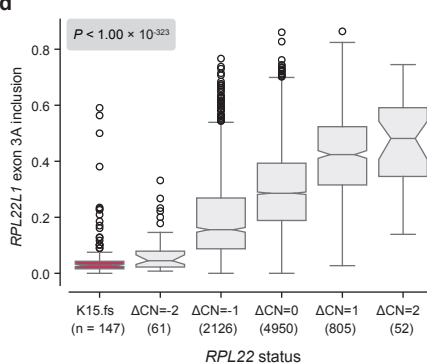 d
P < 1.00 × 10-323
RPL22L1 exon 3A inclusion
0.8
0.6
0.4
0.2
0.0
K15.fs ΔCN=-2 ΔCN=-1 ΔCN=0 ΔCN=1 ΔCN=2
(n = 147) (61) (2126) (4950) (805) (52)
RPL22 status